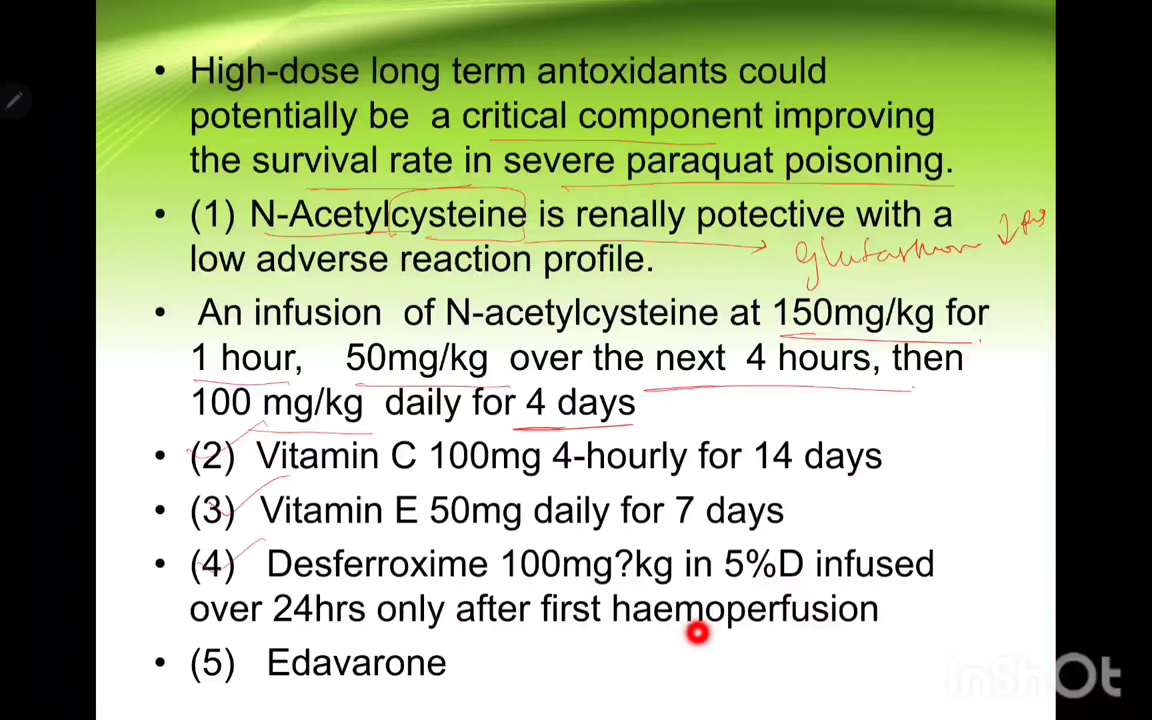 • High-dose long term antoxidants could
potentially be a critical component improving
the survival rate in severe paraquat poisoning.
• (1) N-Acetylcysteine is renally potective with a
low adverse reaction profile.
• An infusion of N-acetylcysteine at 150mg/kg for
1 hour, 50mg/kg over the next 4 hours, then
100 mg/kg daily for 4 days
• (2) Vitamin C 100mg 4-hourly for 14 days
• (3) Vitamin E 50mg daily for 7 days
• (4) Desferroxime 100mg?kg in 5%D infused
over 24hrs only after first haemoperfusion
• (5) Edavarone
InShOt